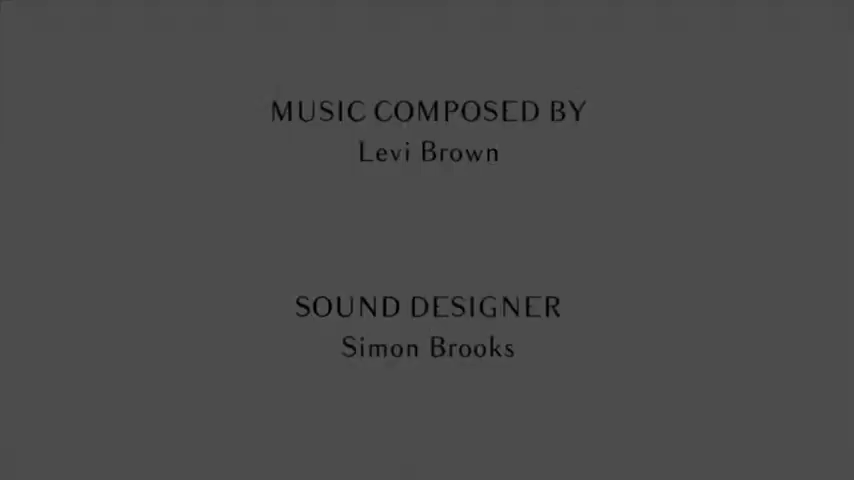 MUSIC COMPOSED BY
Levi Brown
SOUND DESIGNER
Simon Brooks